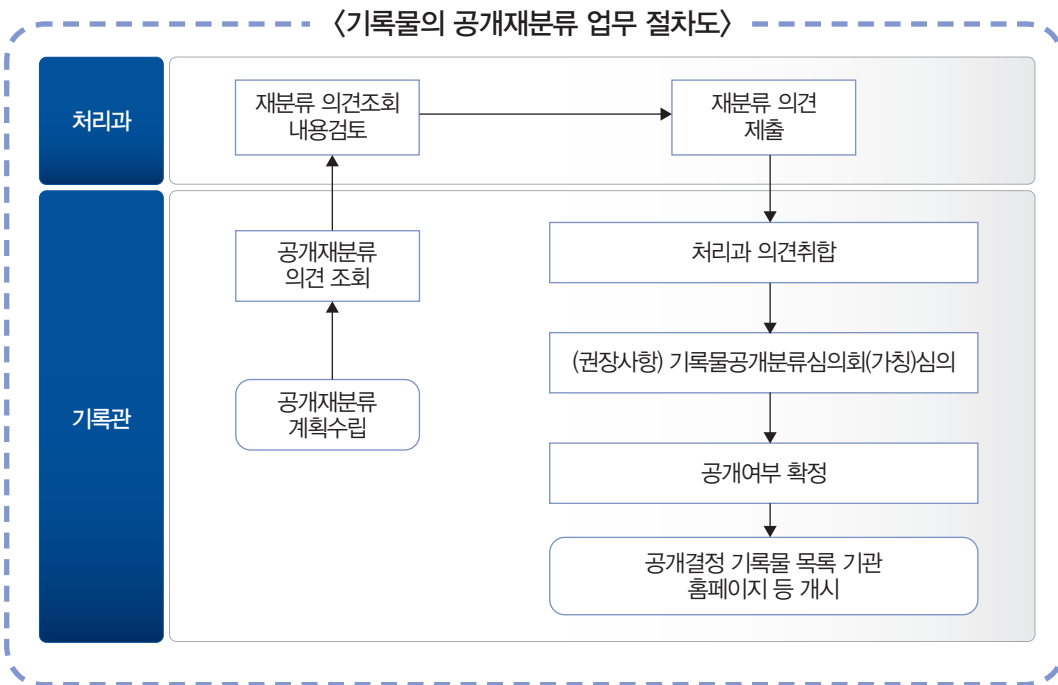 〈기록물의 공개재분류 업무 절차도〉
처리과
재분류 의견조회
내용검토
재분류 의견
제출
기록관
공개재분류
의견 조회
공개재분류
계획수립
처리과 의견취합
(권장사항) 기록물공개분류심의회(가칭)심의
공개여부 확정
공개결정 기록물 목록 기관
홈페이지 등 개시